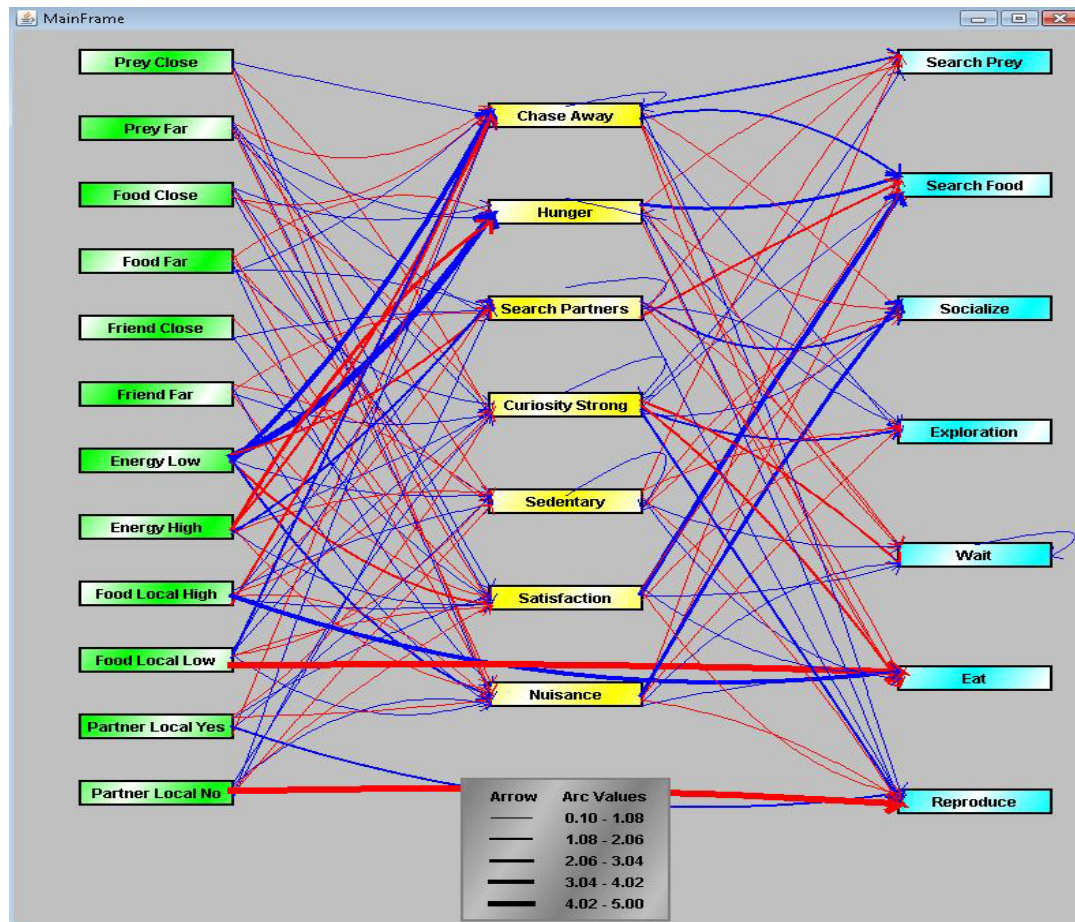 MainFrame
Prey Close
Prey Far
Food Close
Food Far
Friend Close
Friend Far
Energy Low
Energy High
Food Local High
Food Local Low
Partner Local Yes
Partner Local No
Chase Away
Hunger
Search Partners
Curiosity Strong
Sedentary
Satisfaction
Nuisance
Search Prey
Search Food
Socialize
Exploration
Wait
Eat
Reproduce
Arrow Arc Values
0.10 - 1.08
1.08 - 2.06
2.06 - 3.04
3.04 - 4.02
4.02 - 5.00